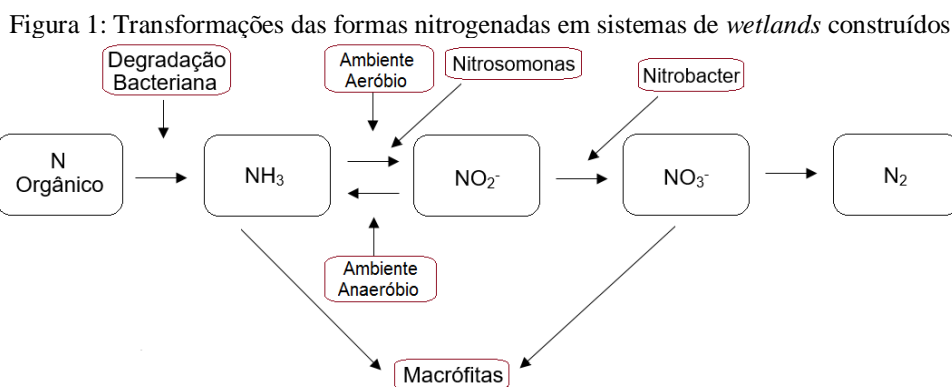 Figura 1: Transformações das formas nitrogenadas em sistemas de wetlands construídos
Degradação
Bacteriana
Ambiente
Aeróbio
Nitrosomonas
Nitrobacter
N
Orgânico
NH₃
NO₂⁻
NO₃⁻
N₂
Ambiente
Anaeróbio
Macrófitas